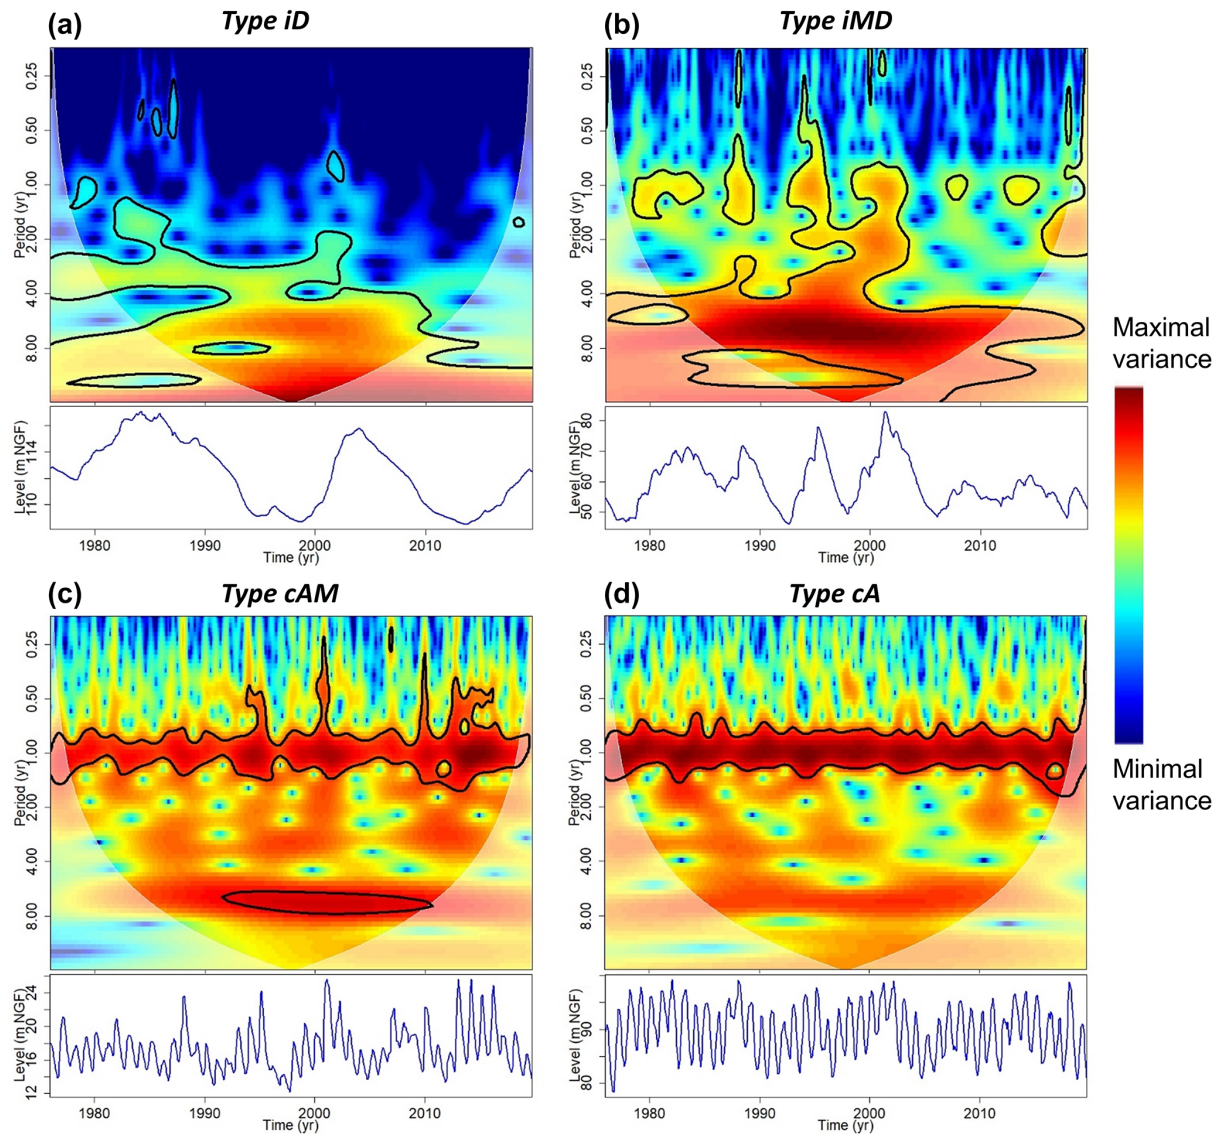 (a) Type iD
0.25
0.50
1.00
2.00
4.00
8.00
Period (yr)
114
110
Level (m NGF)
1980 1990 2000 2010
Time (yr)
(b) Type iMD
0.25
0.50
1.00
2.00
4.00
8.00
Period (yr)
80
70
60
50
Level (m NGF)
1980 1990 2000 2010
Time (yr)
Maximal
variance
Minimal
variance
(c) Type cAM
0.25
0.50
1.00
2.00
4.00
8.00
Period (yr)
24
20
16
12
Level (m NGF)
1980 1990 2000 2010
Time (yr)
(d) Type cA
0.25
0.50
1.00
2.00
4.00
8.00
Period (yr)
90
80
Level (m NGF)
1980 1990 2000 2010
Time (yr)